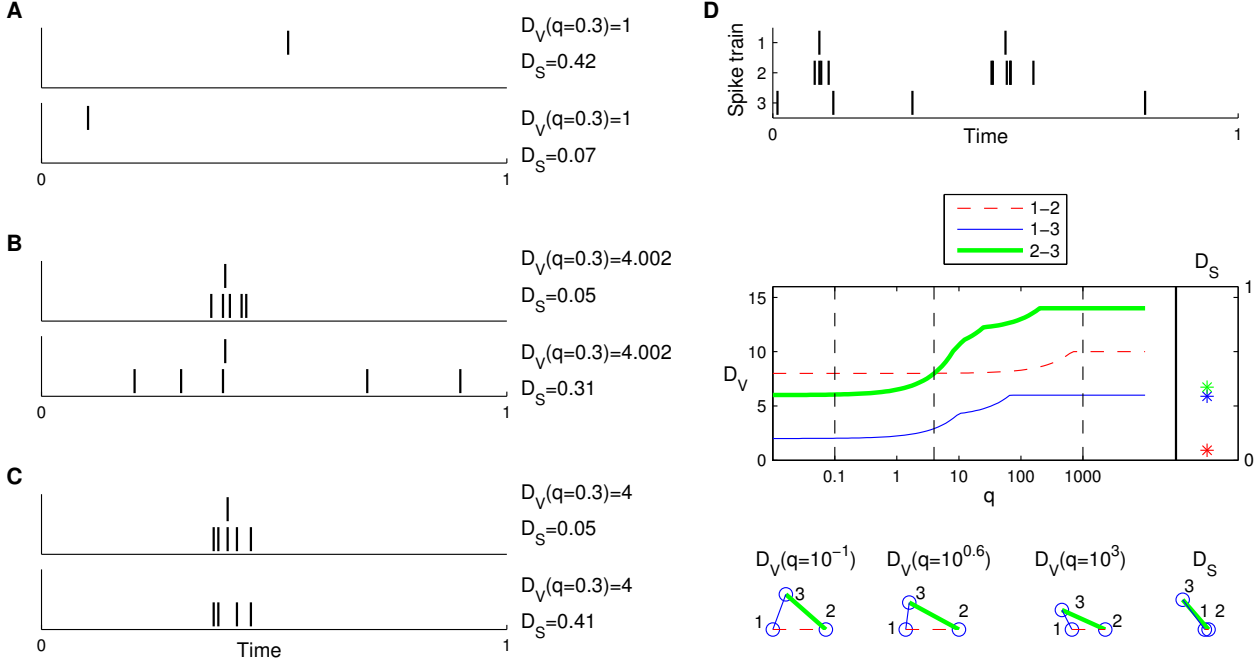 A
D_V(q=0.3)=1
D_S=0.42
D_V(q=0.3)=1
D_S=0.07
0 1
B
D_V(q=0.3)=4.002
D_S=0.05
D_V(q=0.3)=4.002
D_S=0.31
C
D_V(q=0.3)=4
D_S=0.05
D_V(q=0.3)=4
D_S=0.41
0 Time 1
D
Spike train
1
2
3
0 Time 1
1−2
1−3
2−3
D_S
15
10
5
0
D_V
1
0
0.1 1 10 100 1000
q
D_V(q=10^−1) D_V(q=10^0.6) D_V(q=10^3) D_S
3 2 1
3 2 1
3 2 1
3 1 2